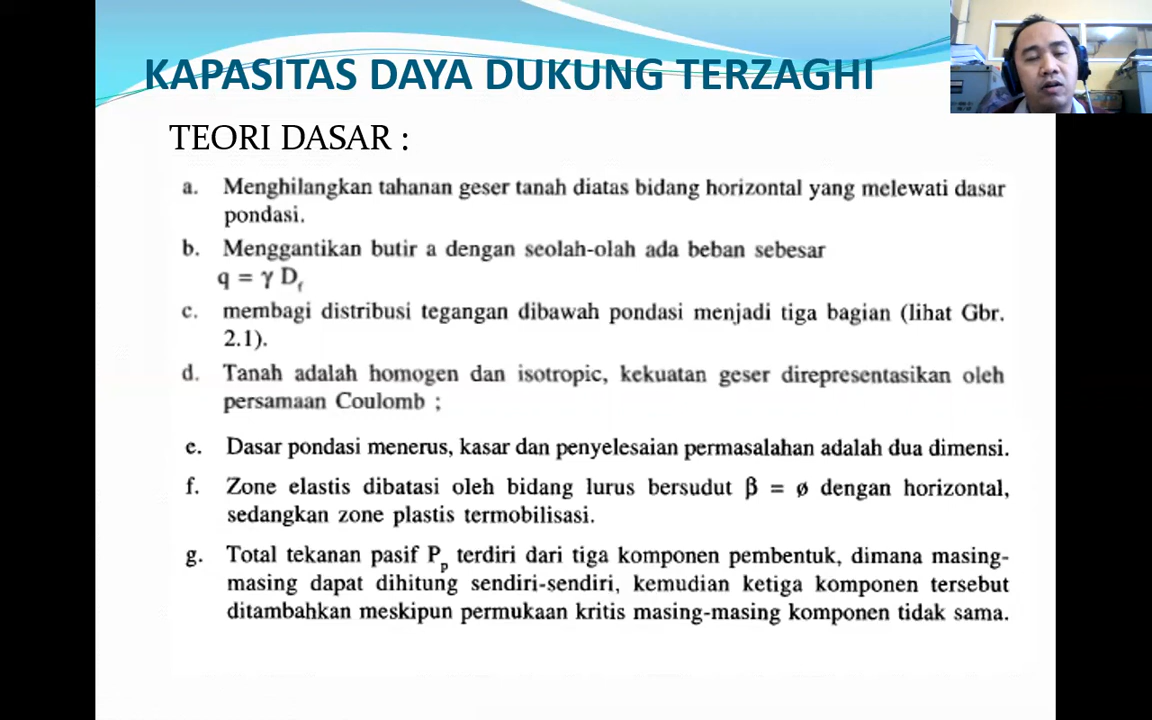 KAPASITAS DAYA DUKUNG TERZAGHI
TEORI DASAR :
a. Menghilangkan tahanan geser tanah diatas bidang horizontal yang melewati dasar
pondasi.
b. Menggantikan butir a dengan seolah-olah ada beban sebesar
q = γ Df
c. membagi distribusi tegangan dibawah pondasi menjadi tiga bagian (lihat Gbr.
2.1).
d. Tanah adalah homogen dan isotropic, kekuatan geser direpresentasikan oleh
persamaan Coulomb ;
e. Dasar pondasi menerus, kasar dan penyelesaian permasalahan adalah dua dimensi.
f. Zone elastis dibatasi oleh bidang lurus bersudut β = ø dengan horizontal,
sedangkan zone plastis termobilisasi.
g. Total tekanan pasif Pp terdiri dari tiga komponen pembentuk, dimana masing-
masing dapat dihitung sendiri-sendiri, kemudian ketiga komponen tersebut
ditambahkan meskipun permukaan kritis masing-masing komponen tidak sama.